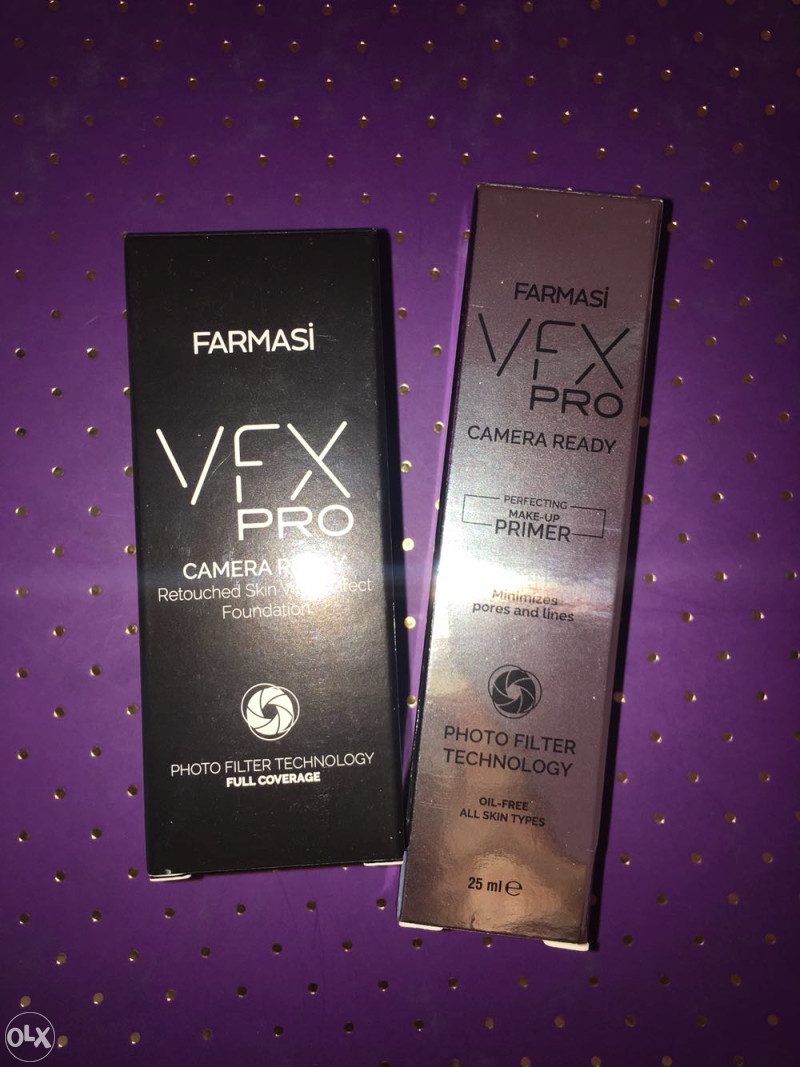 FARMASi
VFX
PRO
CAMERA
Retouched Skin
Foundation
PHOTO FILTER TECHNOLOGY
FULL COVERAGE
FARMASi
VFX
PRO
CAMERA READY
PERFECTING
MAKE-UP
PRIMER
Minimizes
pores and lines
PHOTO FILTER
TECHNOLOGY
OIL-FREE
ALL SKIN TYPES
25 ml e
OLX